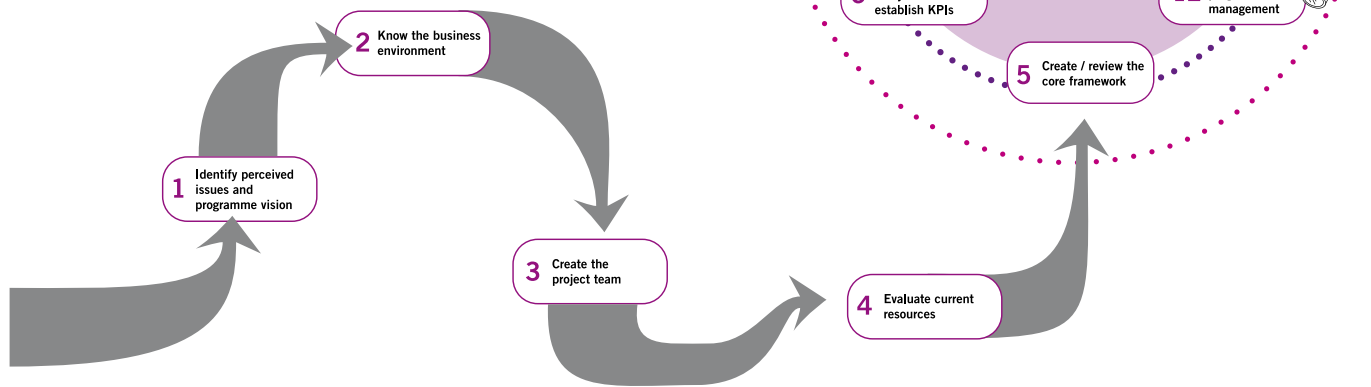 1
Identify perceived
issues and
programme vision
2
Know the business
environment
3
Create the
project team
4
Evaluate current
resources
5
Create / review the
core framework
establish KPIs
management